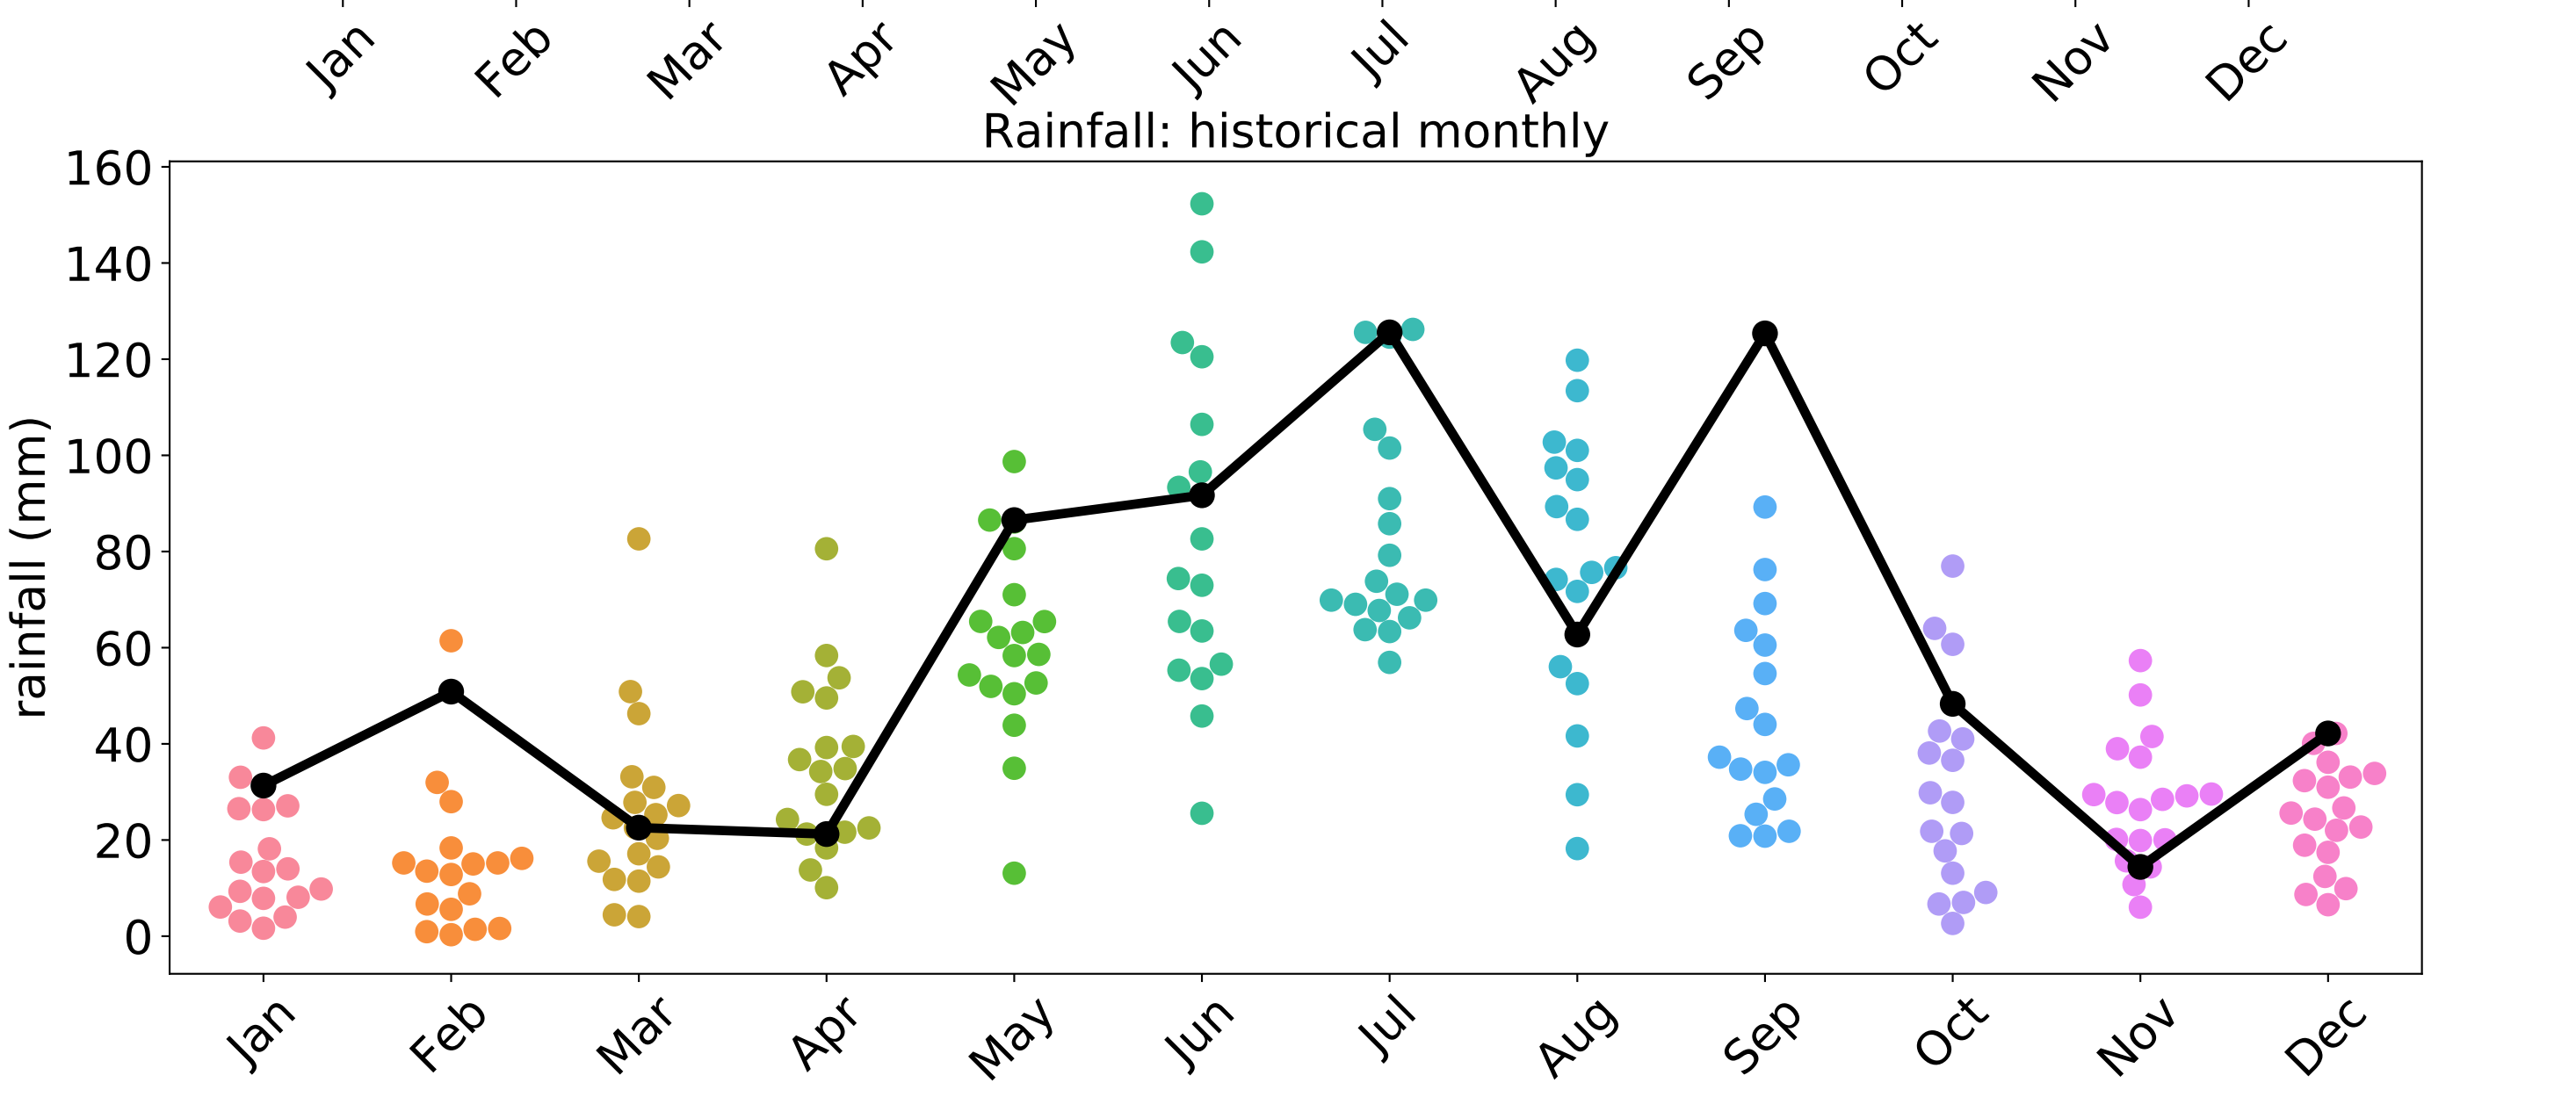 Jan Feb Mar Apr May Jun Jul Aug Sep Oct Nov Dec
Rainfall: historical monthly
rainfall (mm)
160
140
120
100
80
60
40
20
0
Jan Feb Mar Apr May Jun Jul Aug Sep Oct Nov Dec